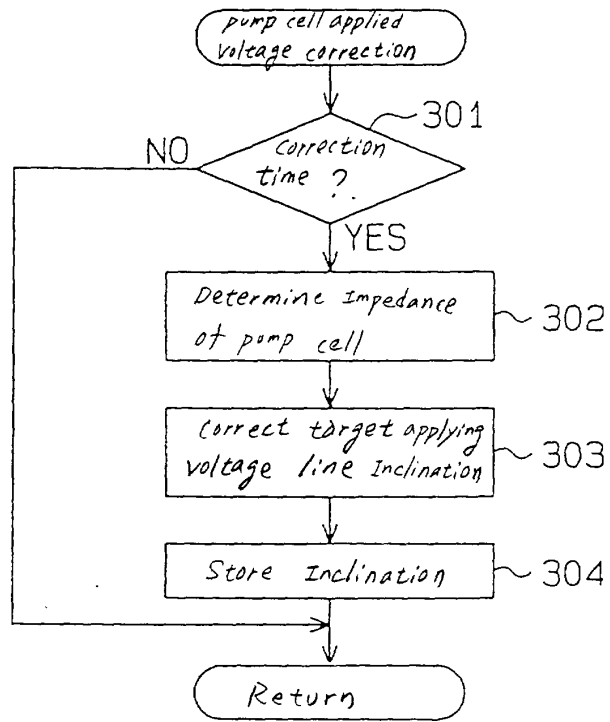 pump cell applied
voltage correction
301
correction
time ?
NO
YES
Determine Impedance
of pump cell
302
Correct target applying
voltage line Inclination
303
Store Inclination
304
Return